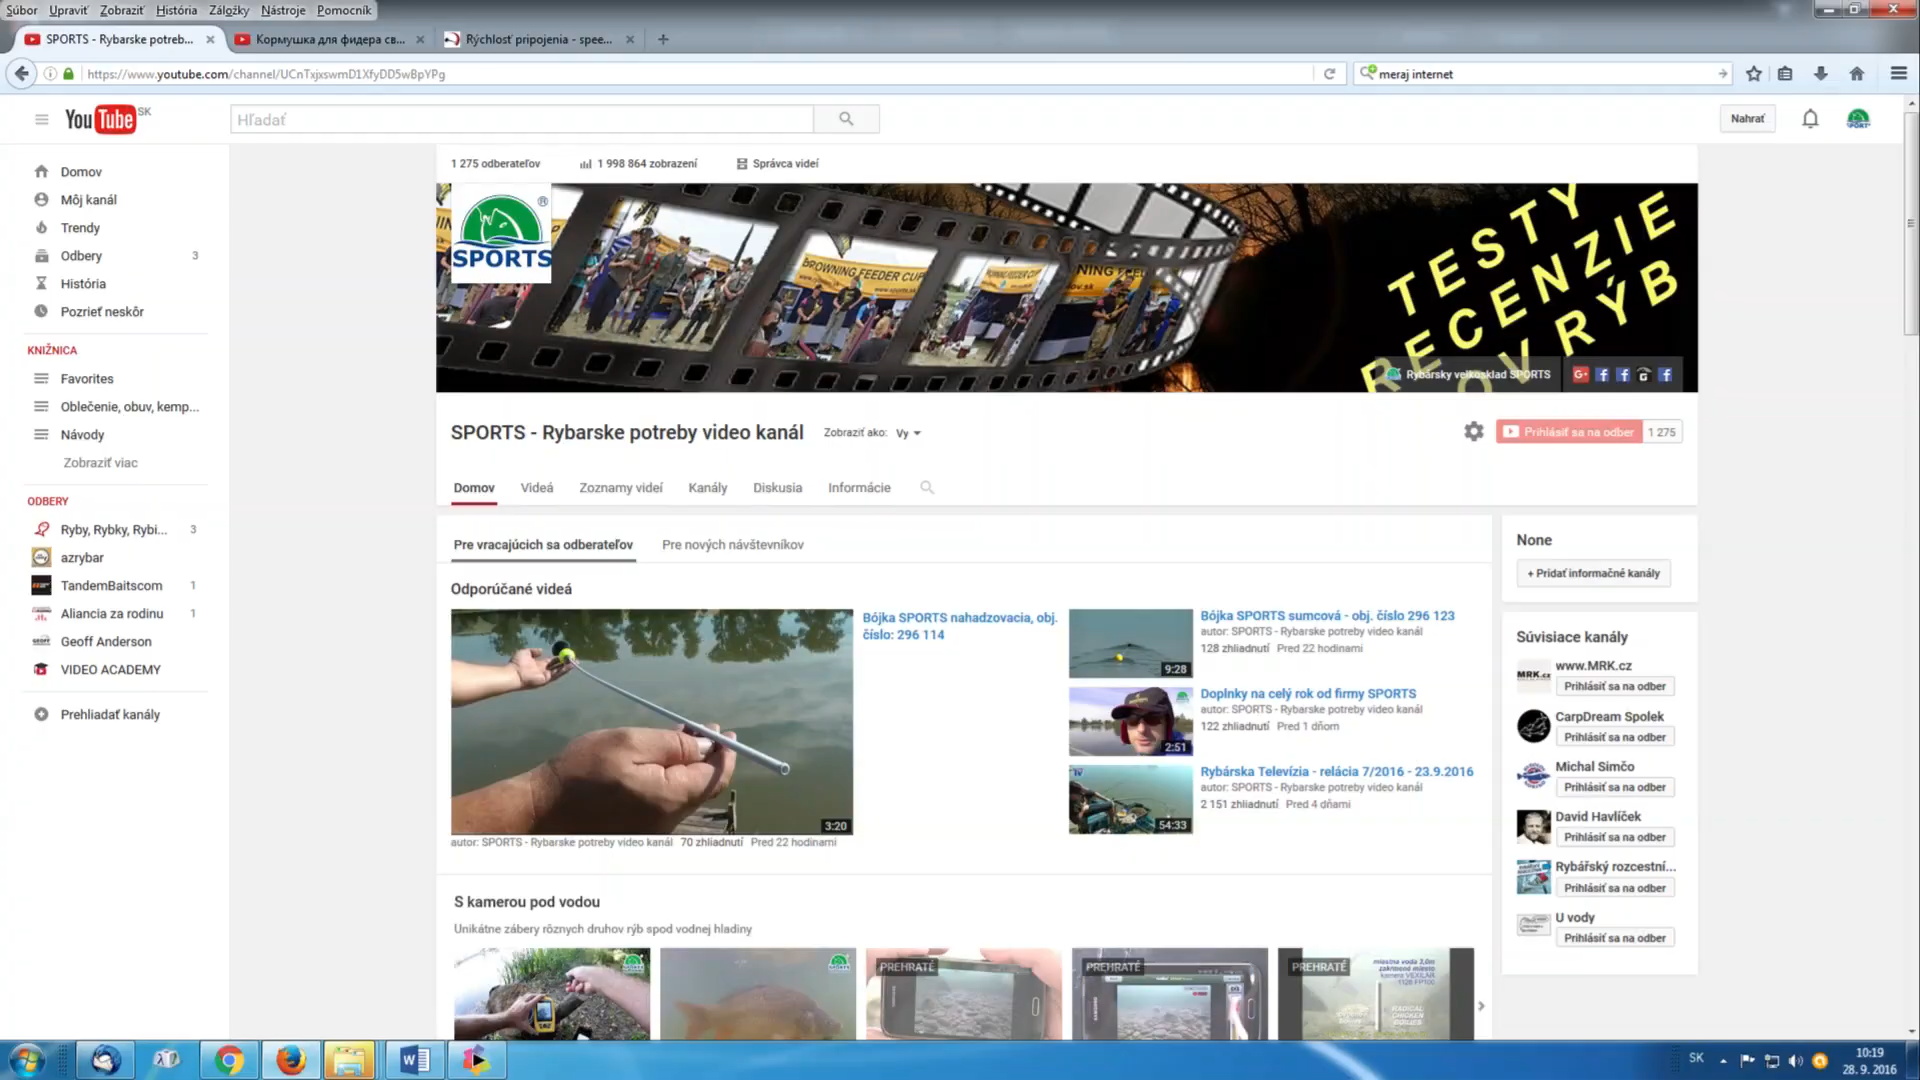 Súbor Upraviť Zobraziť História Záložky Nástroje Pomocník
SPORTS - Rybarske potreb...
Кормушка для фидера св...
Rýchlosť pripojenia - spee...
https://www.youtube.com/channel/UCnTxjxswmD1XfyDD5wBpYPg
meraj internet
YouTube SK
Hľadať
Nahrať
Domov
Môj kanál
Trendy
Odbery 3
História
Pozrieť neskôr
KNIŽNICA
Favorites
Oblečenie, obuv, kemp...
Návody
Zobraziť viac
ODBERY
Ryby, Rybky, Rybi... 3
azrybar
TandemBaitscom 1
Aliancia za rodinu 1
Geoff Anderson
VIDEO ACADEMY
Prehliadať kanály
1 275 odberateľov 1 998 864 zobrazení Správca videí
SPORTS
BROWNING FEEDER CUP
TESTY
RECENZIE
LOV RÝB
Rybársky veľkosklad SPORTS
SPORTS - Rybarske potreby video kanál Zobraziť ako: Vy
Prihlásiť sa na odber 1 275
Domov Videá Zoznamy videí Kanály Diskusia Informácie
Pre vracajúcich sa odberateľov Pre nových návštevníkov
Odporúčané videá
3:20
Bójka SPORTS nahadzovacia, obj.
číslo: 296 114
autor: SPORTS - Rybarske potreby video kanál 70 zhliadnutí Pred 22 hodinami
9:28
Bójka SPORTS sumcová - obj. číslo 296 123
autor: SPORTS - Rybarske potreby video kanál
128 zhliadnutí Pred 22 hodinami
2:51
Doplnky na celý rok od firmy SPORTS
autor: SPORTS - Rybarske potreby video kanál
122 zhliadnutí Pred 1 dňom
54:33
Rybárska Televízia - relácia 7/2016 - 23.9.2016
autor: SPORTS - Rybarske potreby video kanál
2 151 zhliadnutí Pred 4 dňami
S kamerou pod vodou
Unikátne zábery rôznych druhov rýb spod vodnej hladiny
PREHRATÉ
PREHRATÉ
PREHRATÉ
None
+ Pridať informačné kanály
Súvisiace kanály
www.MRK.cz
Prihlásiť sa na odber
CarpDream Spolek
Prihlásiť sa na odber
Michal Simčo
Prihlásiť sa na odber
David Havlíček
Prihlásiť sa na odber
Rybářský rozcestní...
Prihlásiť sa na odber
U vody
Prihlásiť sa na odber
SK
10:19
28. 9. 2016